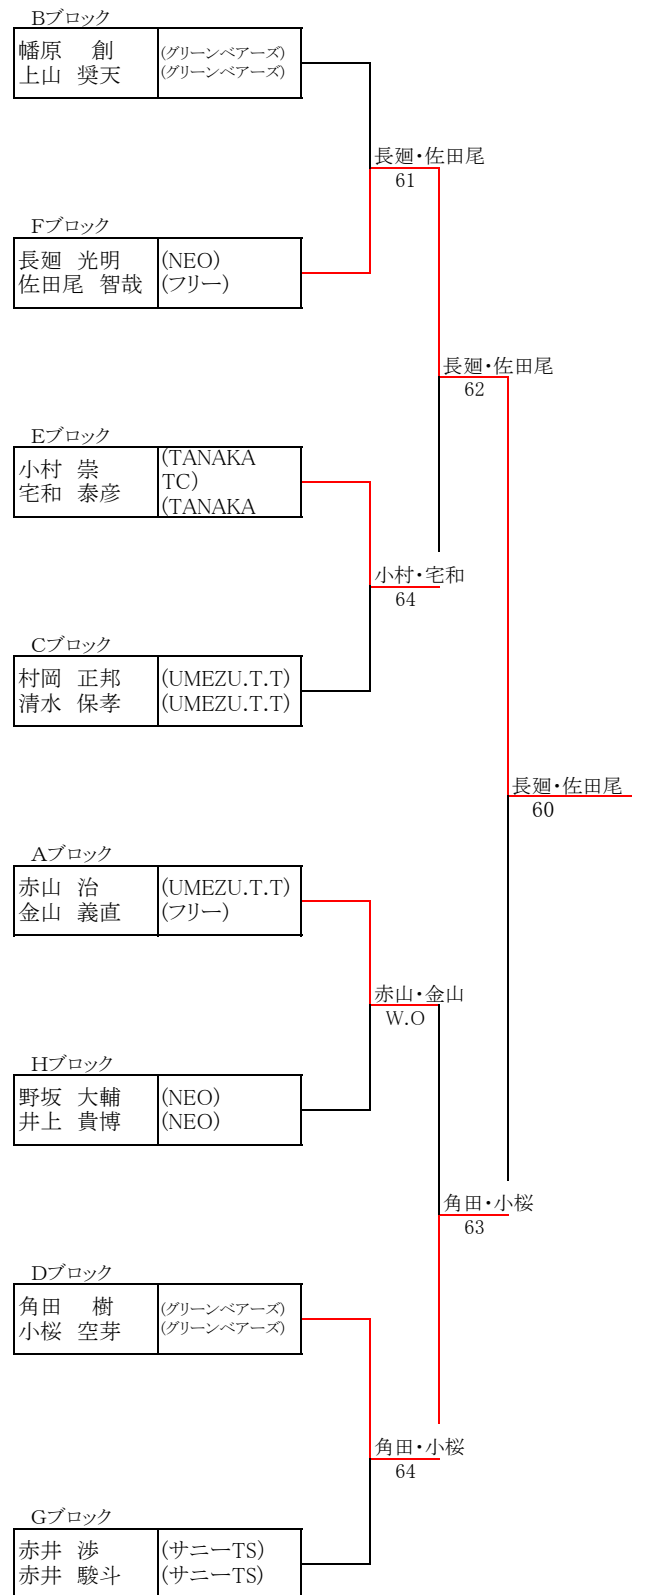 Bブロック
幡原 創 (グリーンベアーズ)
上山 奨天 (グリーンベアーズ)
長廻・佐田尾
61
Fブロック
長廻 光明 (NEO)
佐田尾 智哉 (フリー)
長廻・佐田尾
62
Eブロック
小村 崇
宅和 泰彦
(TANAKA
TC)
(TANAKA
小村・宅和
64
Cブロック
村岡 正邦 (UMEZU.T.T)
清水 保孝 (UMEZU.T.T)
長廻・佐田尾
60
Aブロック
赤山 治 (UMEZU.T.T)
金山 義直 (フリー)
赤山・金山
W.O
Hブロック
野坂 大輔 (NEO)
井上 貴博 (NEO)
角田・小桜
63
Dブロック
角田 樹 (グリーンベアーズ)
小桜 空芽 (グリーンベアーズ)
角田・小桜
64
Gブロック
赤井 渉 (サニーTS)
赤井 駿斗 (サニーTS)